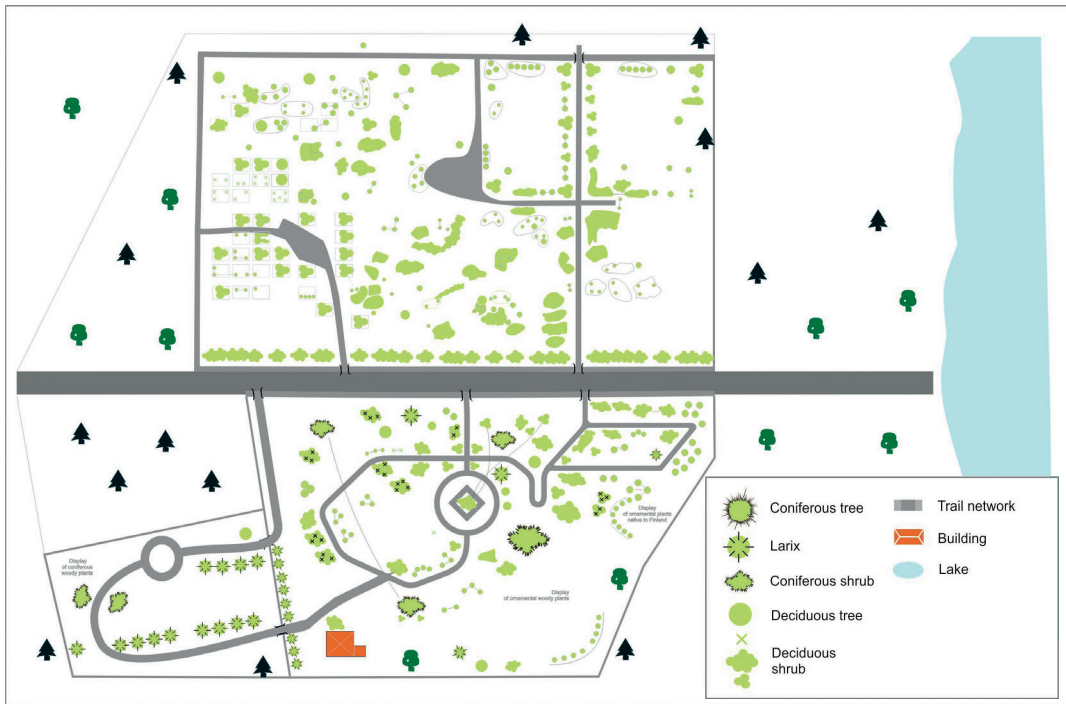 Display
of ornamental plants
native to Finland
Display
of coniferous
woody plants
Display
of ornamental woody plants
Coniferous tree
Larix
Coniferous shrub
Deciduous tree
Deciduous
shrub
Trail network
Building
Lake